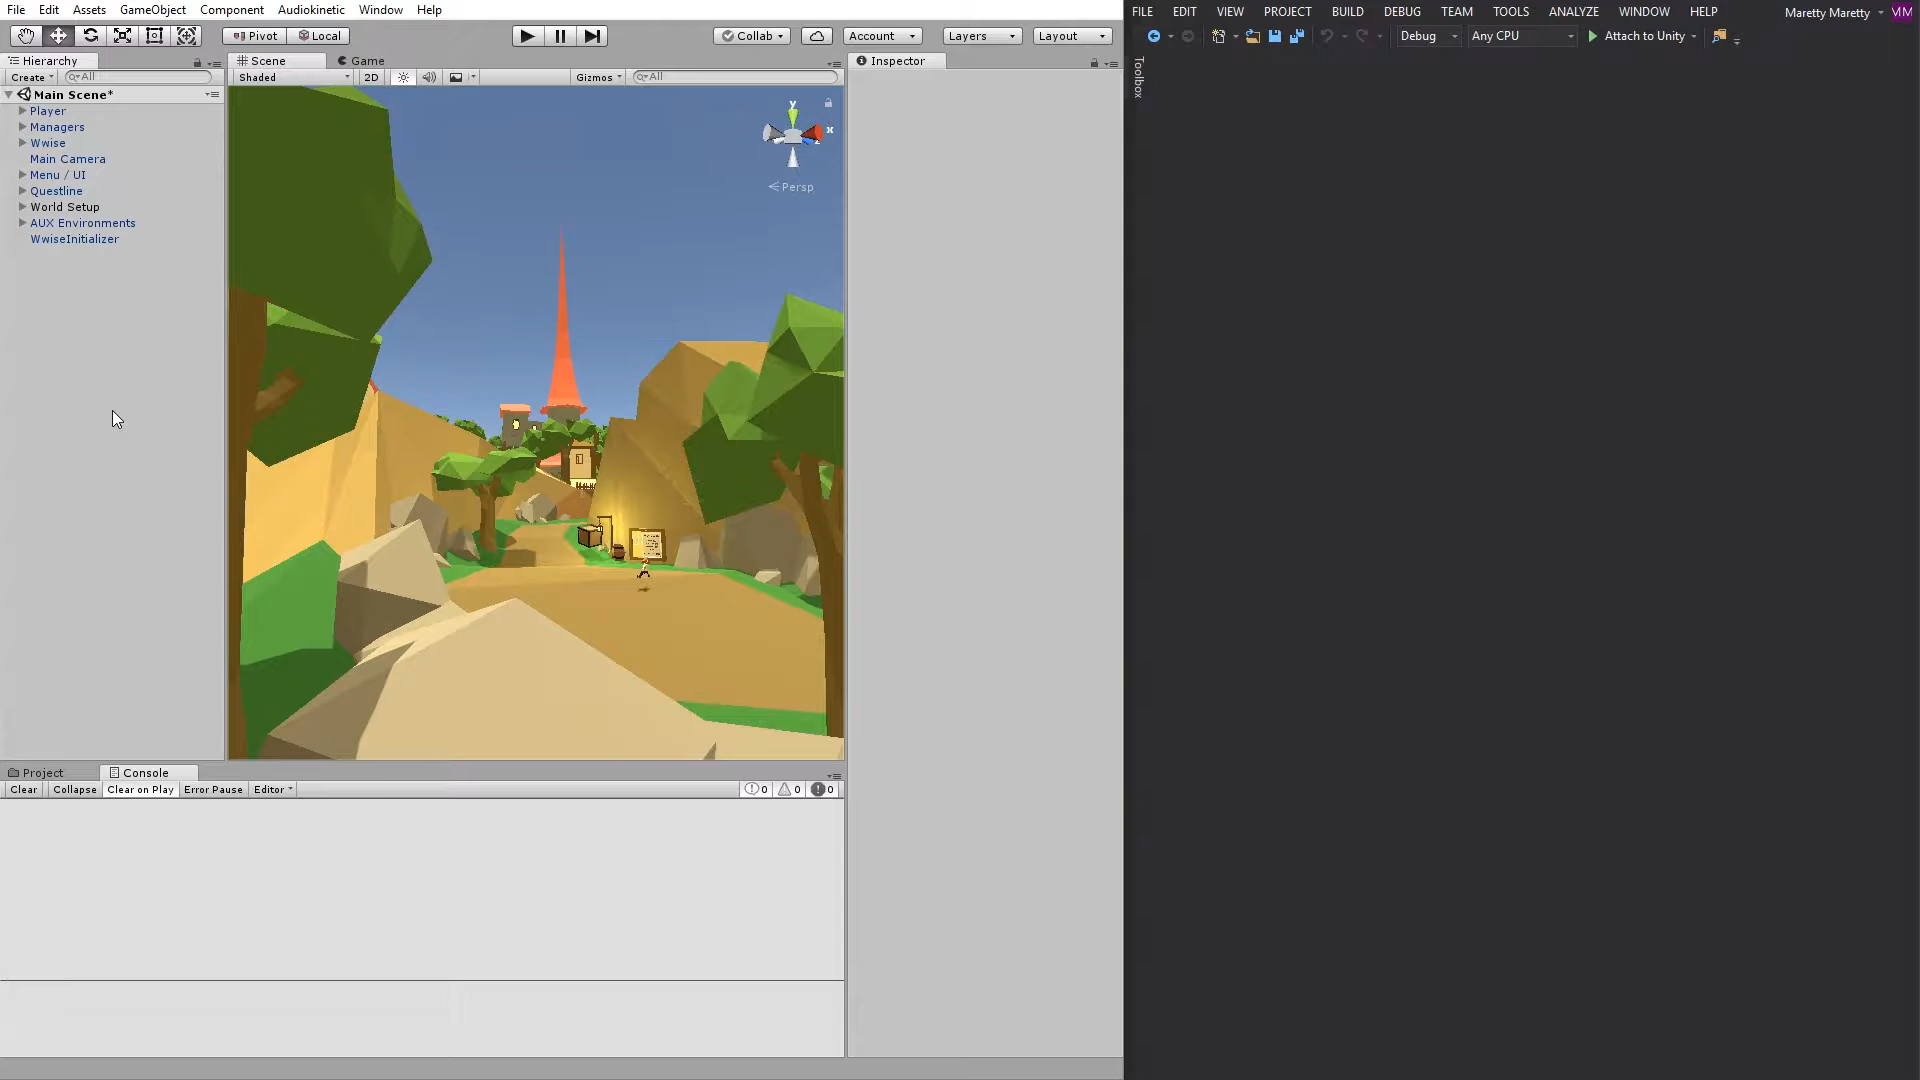 File Edit Assets GameObject Component Audiokinetic Window Help
Pivot Local
Collab Account Layers Layout
Hierarchy
Create All
Main Scene*
Player
Managers
Wwise
Main Camera
Menu / UI
Questline
World Setup
AUX Environments
WwiseInitializer
Scene Game
Shaded 2D Gizmos All
y
x
Persp
Inspector
Project Console
Clear Collapse Clear on Play Error Pause Editor 0 0 0
FILE EDIT VIEW PROJECT BUILD DEBUG TEAM TOOLS ANALYZE WINDOW HELP Maretty Maretty VIM
Debug Any CPU Attach to Unity
Toolbox